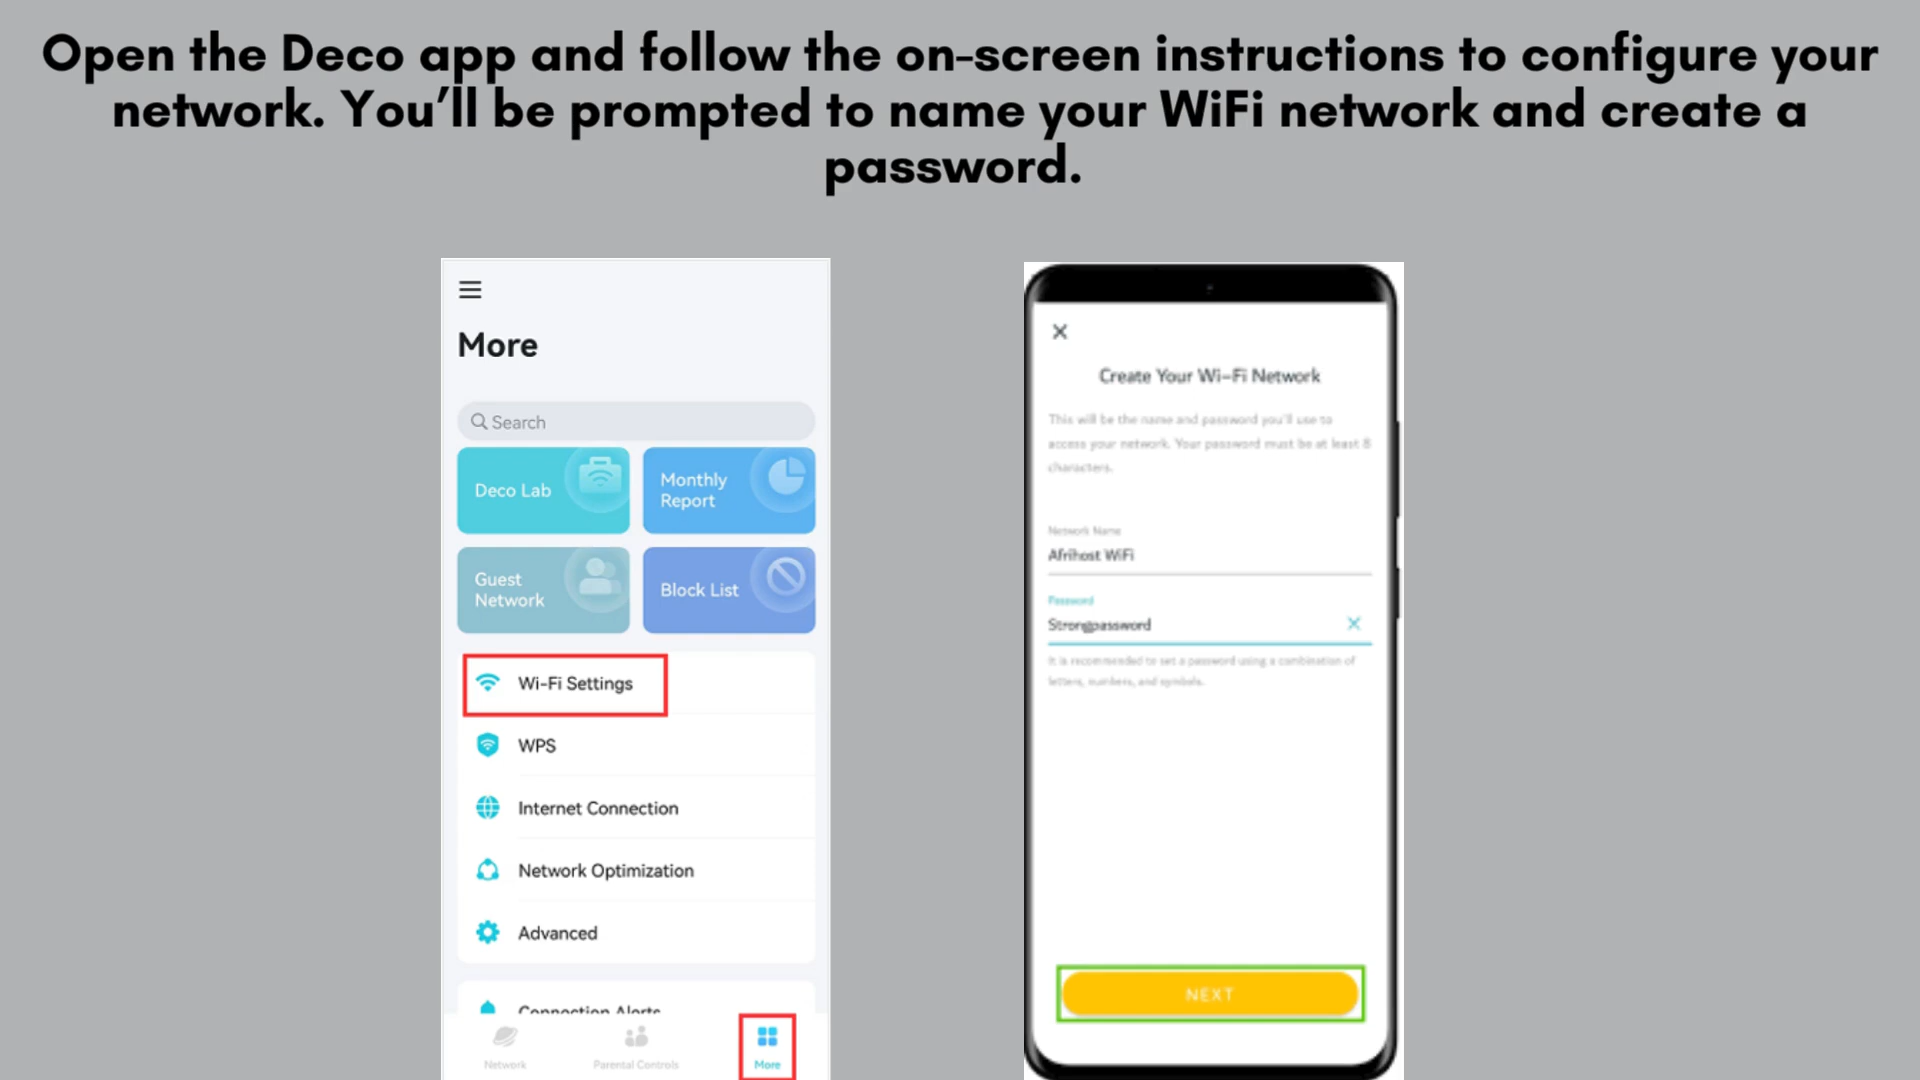 Open the Deco app and follow the on-screen instructions to configure your
network. You’ll be prompted to name your WiFi network and create a
password.
More
Search
Deco Lab
Monthly
Report
Guest
Network
Block List
Wi-Fi Settings
WPS
Internet Connection
Network Optimization
Advanced
Connection Alerts
Network
Parental Controls
More
Create Your Wi-Fi Network
This will be the name and password you'll use to
access your network. Your password must be at least 8
characters.
Network Name
Afrihost WiFi
Password
Strongpassword
It is recommended to set a password using a combination of
letters, numbers, and symbols.
NEXT